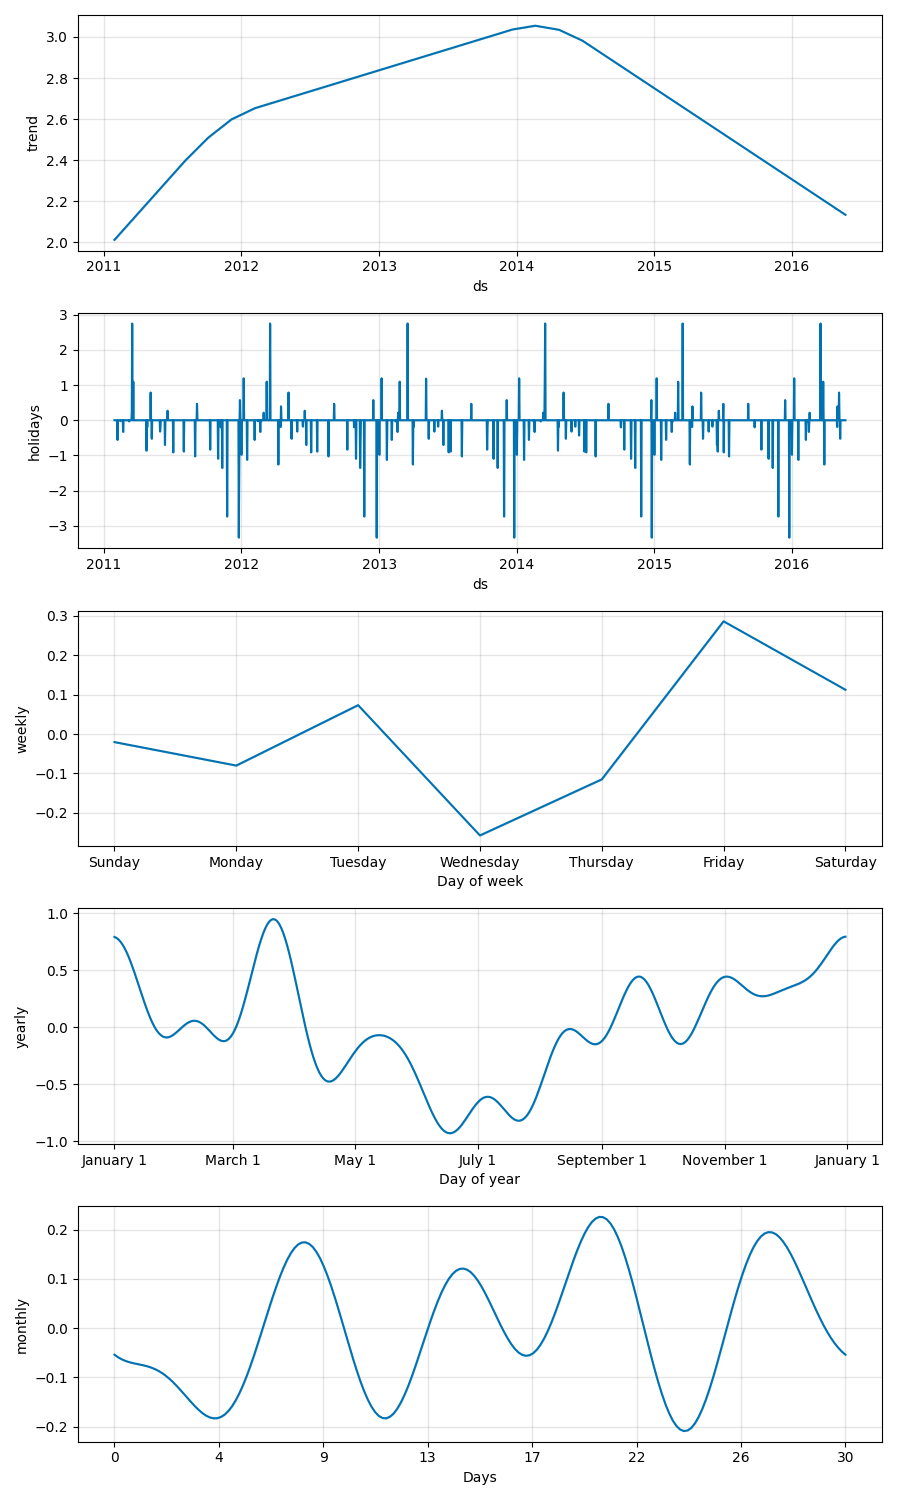 trend
3.0
2.8
2.6
2.4
2.2
2.0
2011 2012 2013 2014 2015 2016
ds
holidays
3
2
1
0
−1
−2
−3
2011 2012 2013 2014 2015 2016
ds
weekly
0.3
0.2
0.1
0.0
−0.1
−0.2
Sunday Monday Tuesday Wednesday Thursday Friday Saturday
Day of week
yearly
1.0
0.5
0.0
−0.5
−1.0
January 1 March 1 May 1 July 1 September 1 November 1 January 1
Day of year
monthly
0.2
0.1
0.0
−0.1
−0.2
0 4 9 13 17 22 26 30
Days